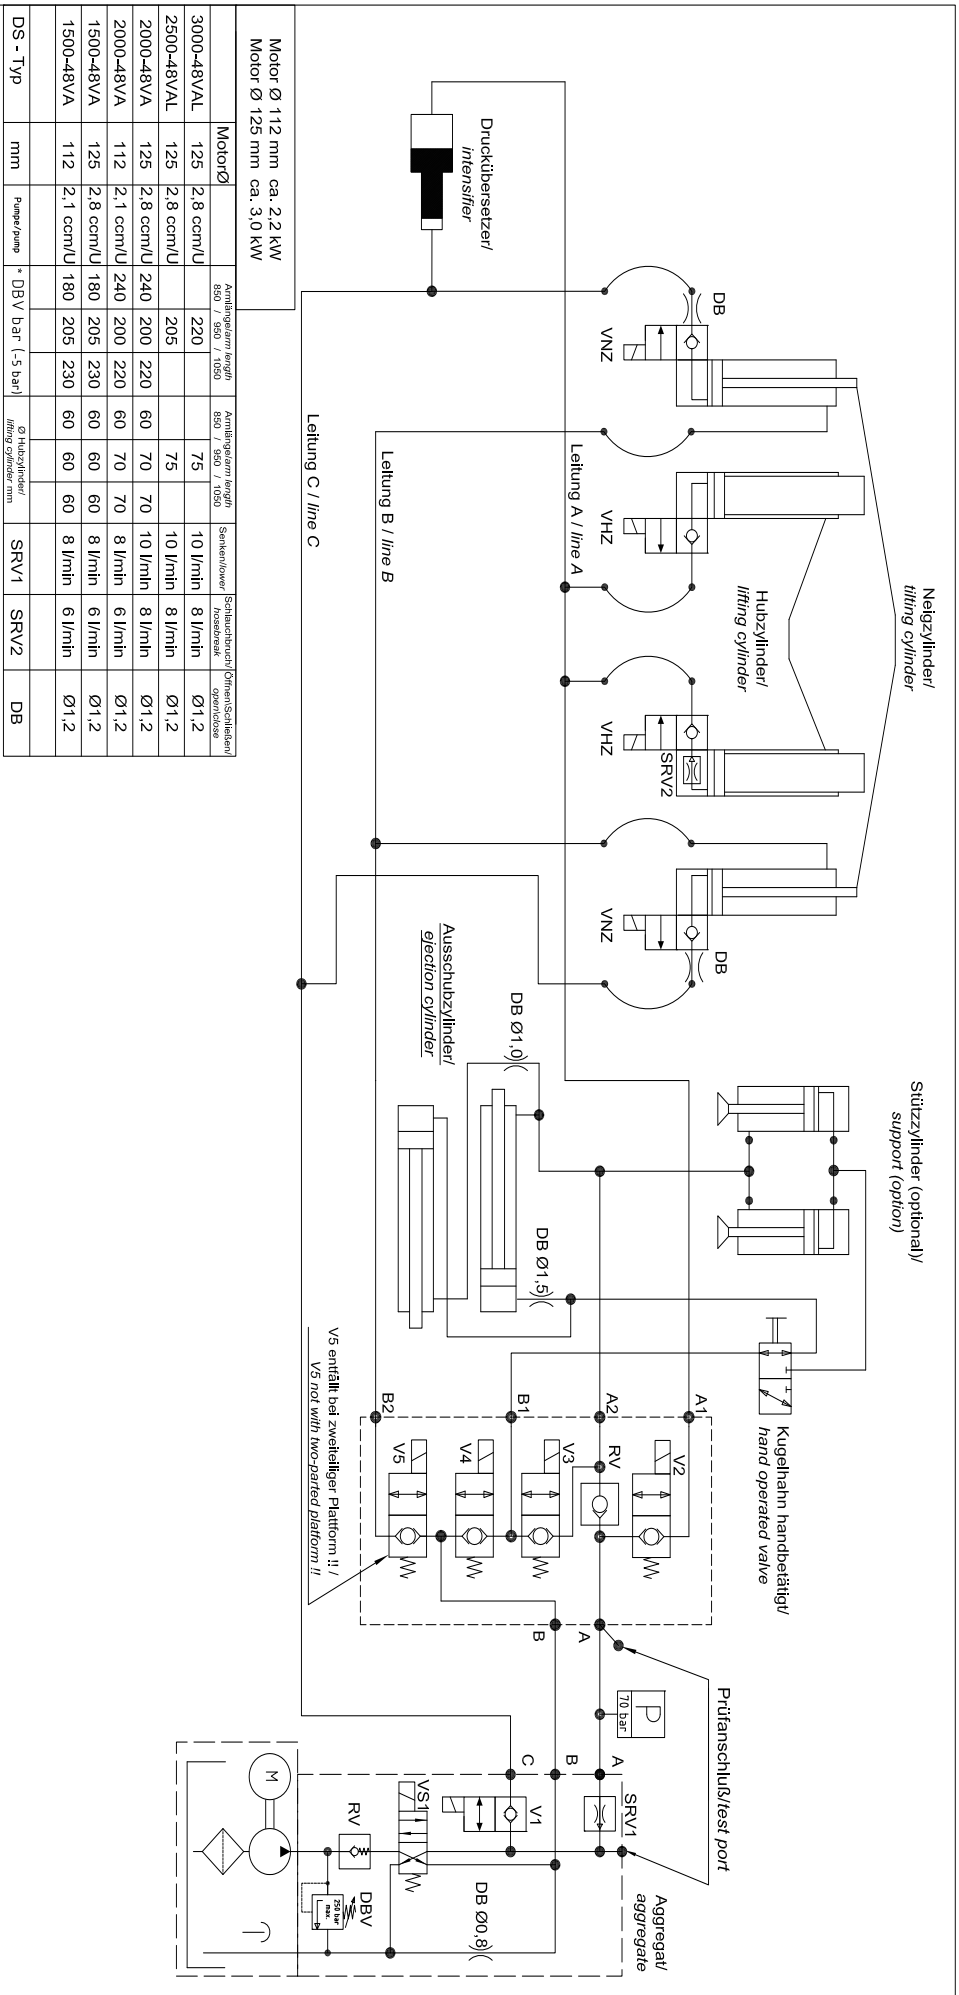 Neigzylinder/
tilting cylinder
Hubzylinder/
lifting cylinder
Stützzylinder (optional)/
support (option)
Kugelhahn handbetätigt/
hand operated valve
Prüfanschluß/test port
Aggregat/
aggregate
Druckübersetzer/
intensifier
DB
VNZ
VHZ
VHZ
SRV2
VNZ
DB
Leitung A / line A
Leitung B / line B
Leitung C / line C
Ausschubzylinder/
ejection cylinder
DB Ø1,0
DB Ø1,5
A1
A2
B1
B2
V2
RV
V3
V4
V5
A
B
V5 entfällt bei zweiteiliger Plattform !! /
V5 not with two-parted platform !!
P
70 bar
A
B
C
SRV1
V1
VS1
RV
DBV
250 bar
max.
DB Ø0,8
M
Motor Ø 112 mm ca. 2,2 kW
Motor Ø 125 mm ca. 3,0 kW
MotorØ Armlänge/arm length 850 / 950 / 1050 Armlänge/arm length 850 / 950 / 1050 Senken/lower Schlauchbruch/ hosebreak Öffnen\Schließen/ open\close
3000-48VAL 125 2,8 ccm/U 220 75 10 l/min 8 l/min Ø1,2
2500-48VAL 125 2,8 ccm/U 205 75 10 l/min 8 l/min Ø1,2
2000-48VA 125 2,8 ccm/U 240 200 220 60 70 70 10 l/min 8 l/min Ø1,2
2000-48VA 112 2,1 ccm/U 240 200 220 60 70 70 8 l/min 6 l/min Ø1,2
1500-48VA 125 2,8 ccm/U 180 205 230 60 60 60 8 l/min 6 l/min Ø1,2
1500-48VA 112 2,1 ccm/U 180 205 230 60 60 60 8 l/min 6 l/min Ø1,2
DS - Typ mm Pumpe/pump * DBV bar (-5 bar) Ø Hubzylinder/ lifting cylinder mm SRV1 SRV2 DB